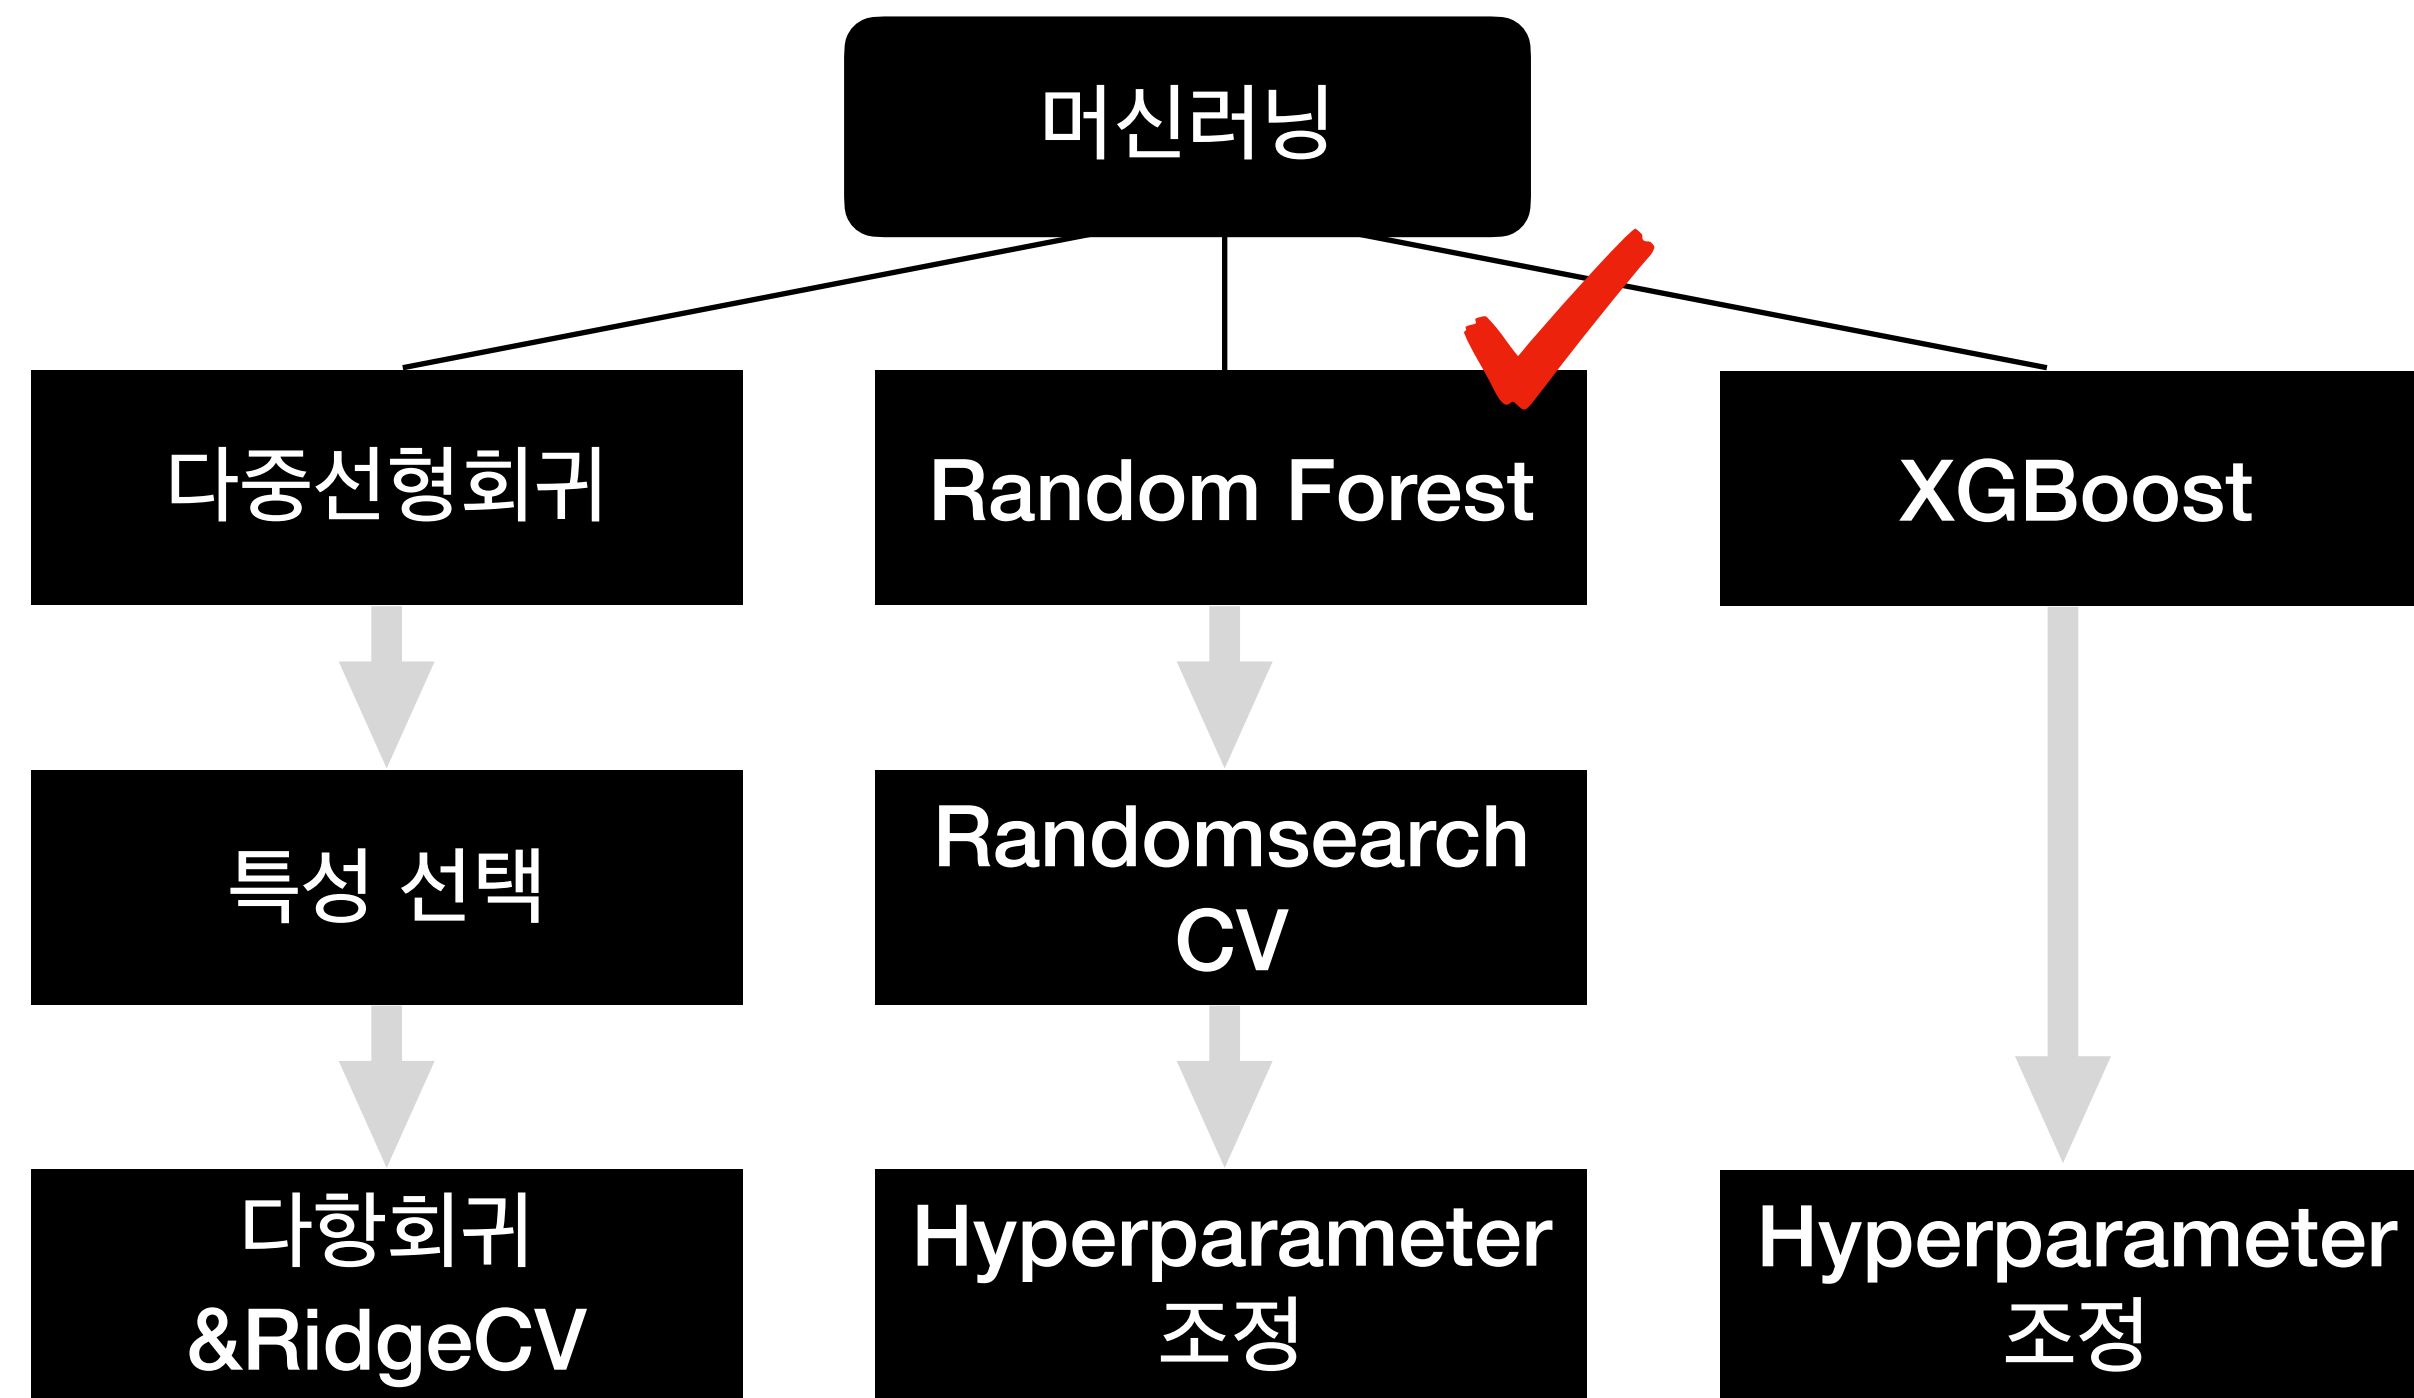 머신러닝
다중선형회귀
Random Forest
XGBoost
특성 선택
Randomsearch
CV
다항회귀
&RidgeCV
Hyperparameter
조정
Hyperparameter
조정